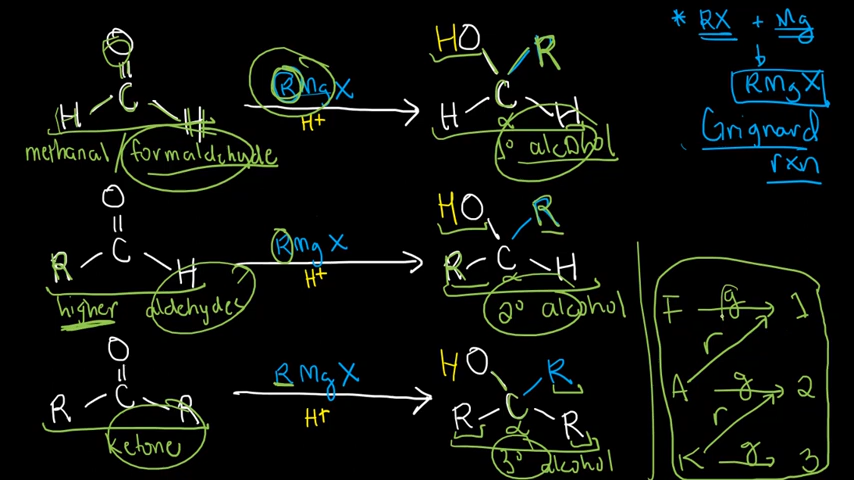 O
H C H
methanal / formaldehyde
RMgX
H+
HO R
H C H
α
1° alcohol
* RX + Mg
RMgX
Grignard
rxn
O
R C H
higher aldehydes
RMgX
H+
HO R
R C H
α
2° alcohol
O
R C R
ketone
RMgX
H+
HO R
R C R
α
3° alcohol
F g 1
r
A g 2
r
K g 3